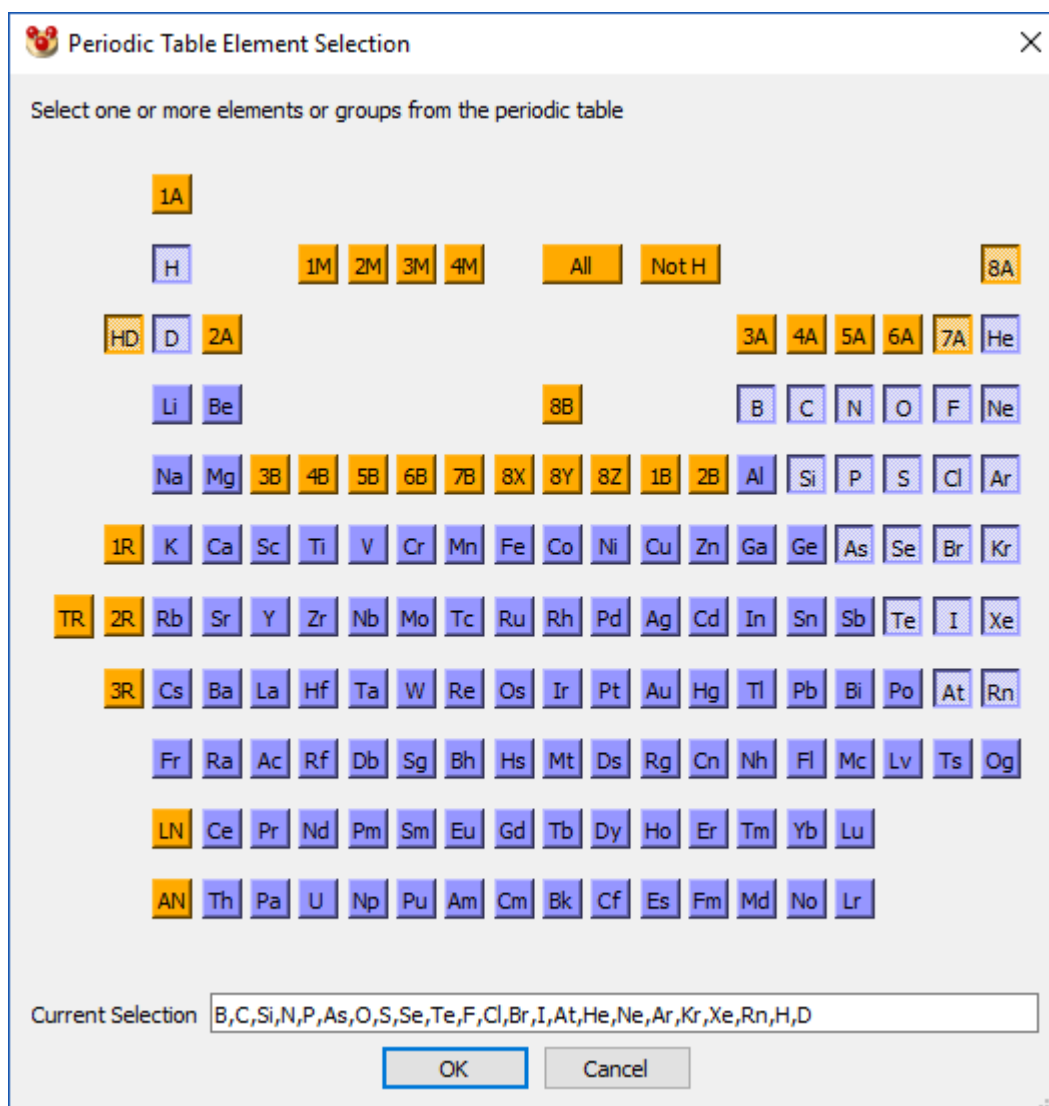 Periodic Table Element Selection
Select one or more elements or groups from the periodic table
1A
H 1M 2M 3M 4M All Not H 8A
HD D 2A 3A 4A 5A 6A 7A He
Li Be 8B B C N O F Ne
Na Mg 3B 4B 5B 6B 7B 8X 8Y 8Z 1B 2B Al Si P S Cl Ar
1R K Ca Sc Ti V Cr Mn Fe Co Ni Cu Zn Ga Ge As Se Br Kr
TR 2R Rb Sr Y Zr Nb Mo Tc Ru Rh Pd Ag Cd In Sn Sb Te I Xe
3R Cs Ba La Hf Ta W Re Os Ir Pt Au Hg Tl Pb Bi Po At Rn
Fr Ra Ac Rf Db Sg Bh Hs Mt Ds Rg Cn Nh Fl Mc Lv Ts Og
LN Ce Pr Nd Pm Sm Eu Gd Tb Dy Ho Er Tm Yb Lu
AN Th Pa U Np Pu Am Cm Bk Cf Es Fm Md No Lr
Current Selection B,C,Si,N,P,As,O,S,Se,Te,F,Cl,Br,I,At,He,Ne,Ar,Kr,Xe,Rn,H,D
OK Cancel